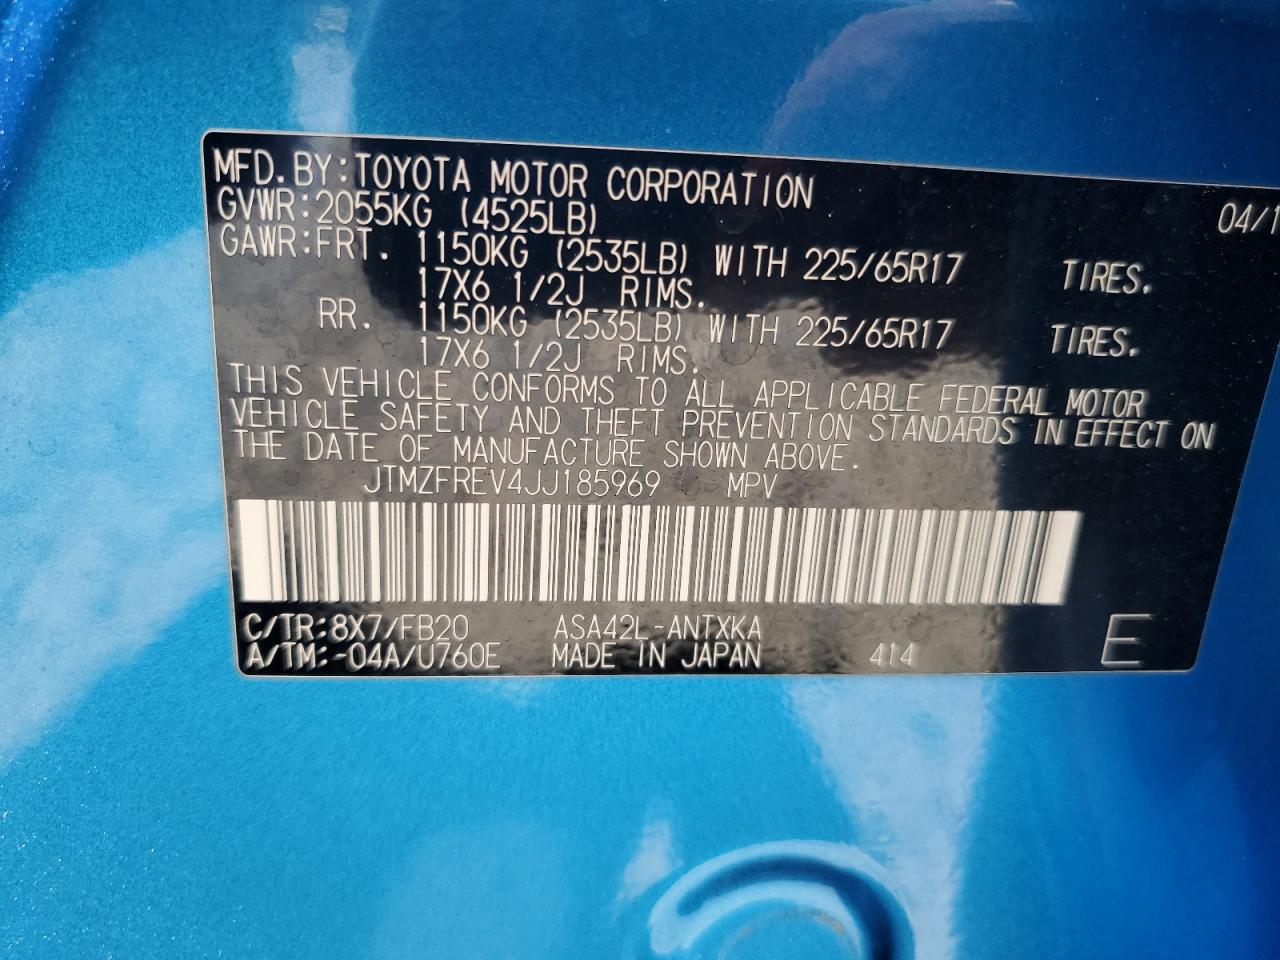 MFD. BY:TOYOTA MOTOR CORPORATION 04/1
GVWR:2055KG (4525LB)
GAWR:FRT. 1150KG (2535LB) WITH 225/65R17 TIRES.
17X6 1/2J RIMS.
RR. 1150KG (2535LB) WITH 225/65R17 TIRES.
17X6 1/2J RIMS.
THIS VEHICLE CONFORMS TO ALL APPLICABLE FEDERAL MOTOR
VEHICLE SAFETY AND THEFT PREVENTION STANDARDS IN EFFECT ON
THE DATE OF MANUFACTURE SHOWN ABOVE.
JTMZFREV4JJ185969 MPV
C/TR:8X7/FB20 ASA42L-ANTXKA
A/TM:-04A/U760E MADE IN JAPAN 414 E